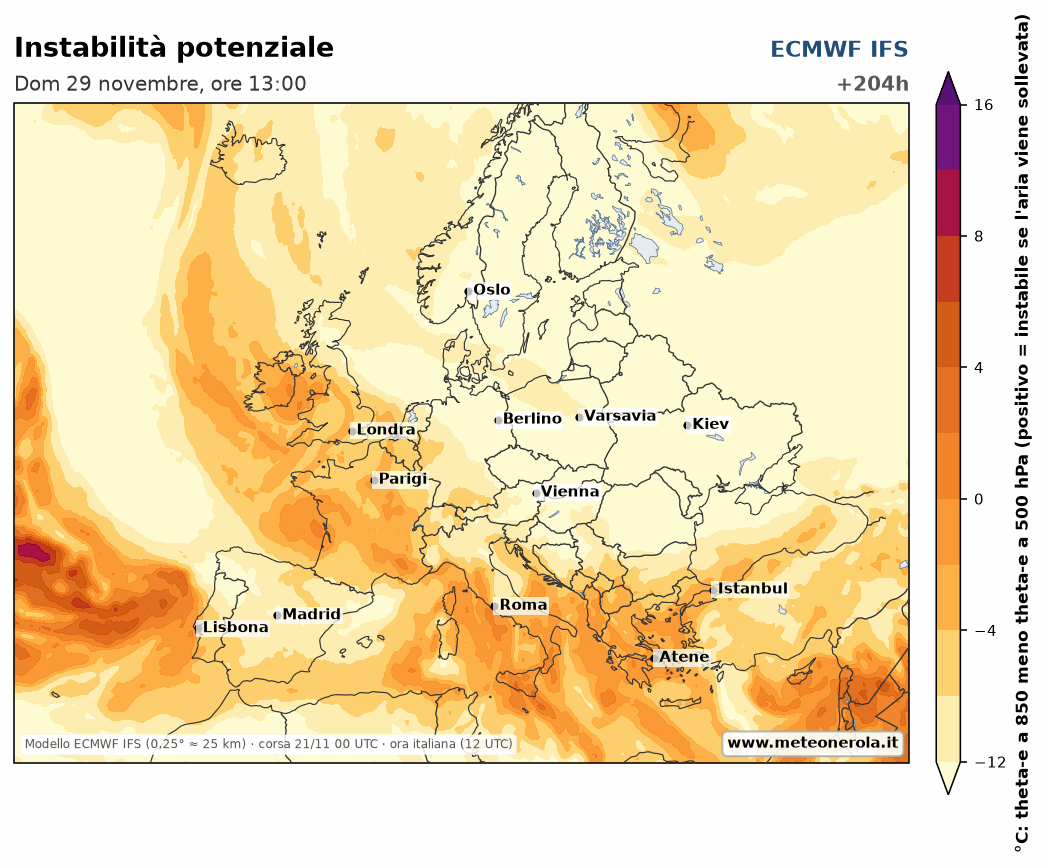 Instabilità potenziale
ECMWF IFS
Dom 29 novembre, ore 13:00
+204h
Oslo
Berlino
Varsavia
Kiev
Londra
Parigi
Vienna
Istanbul
Roma
Madrid
Lisbona
Atene
Modello ECMWF IFS (0,25° ≈ 25 km) · corsa 21/11 00 UTC · ora italiana (12 UTC)
www.meteonerola.it
16
8
4
0
−4
−12
°C: theta-e a 850 meno theta-e a 500 hPa (positivo = instabile se l'aria viene sollevata)